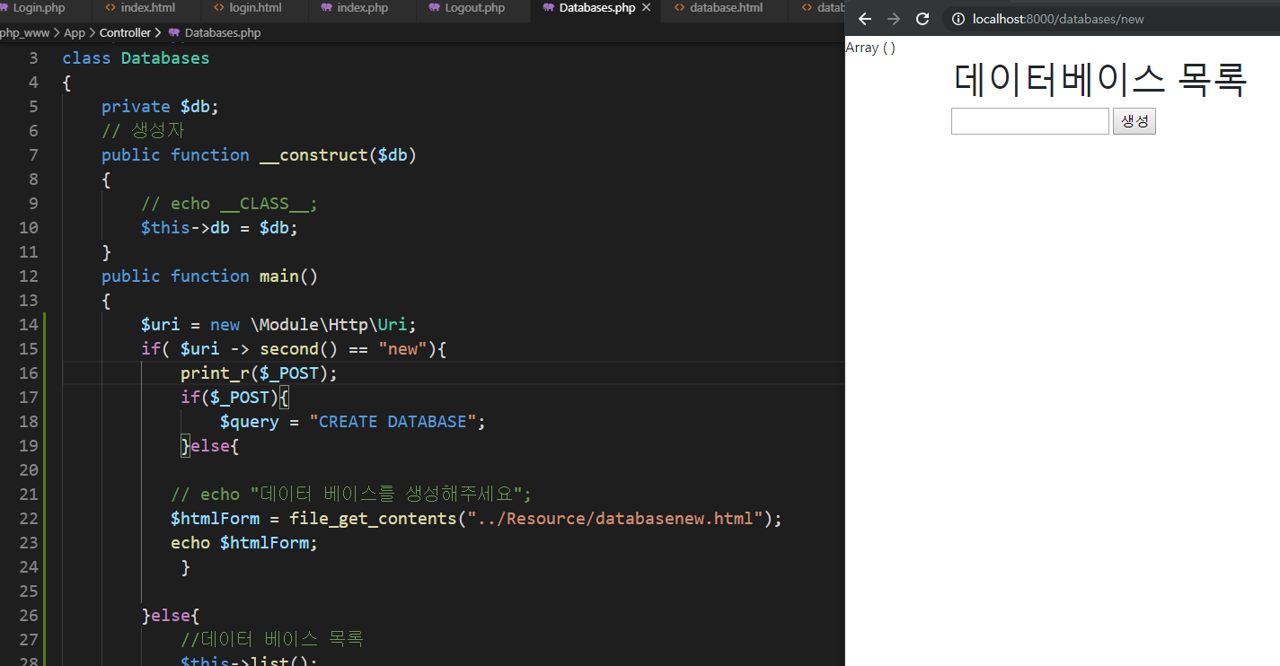 Login.php index.html login.html index.php Logout.php Databases.php database.html datab
php_www > App > Controller > Databases.php
3 class Databases
4 {
5 private $db;
6 // 생성자
7 public function __construct($db)
8 {
9 // echo __CLASS__;
10 $this->db = $db;
11 }
12 public function main()
13 {
14 $uri = new \Module\Http\Uri;
15 if( $uri -> second() == "new"){
16 print_r($_POST);
17 if($_POST){
18 $query = "CREATE DATABASE";
19 }else{
20
21 // echo "데이터 베이스를 생성해주세요";
22 $htmlForm = file_get_contents("../Resource/databasenew.html");
23 echo $htmlForm;
24 }
25
26 }else{
27 //데이터 베이스 목록
28 $this->list();
localhost:8000/databases/new
Array ( )
데이터베이스 목록
생성